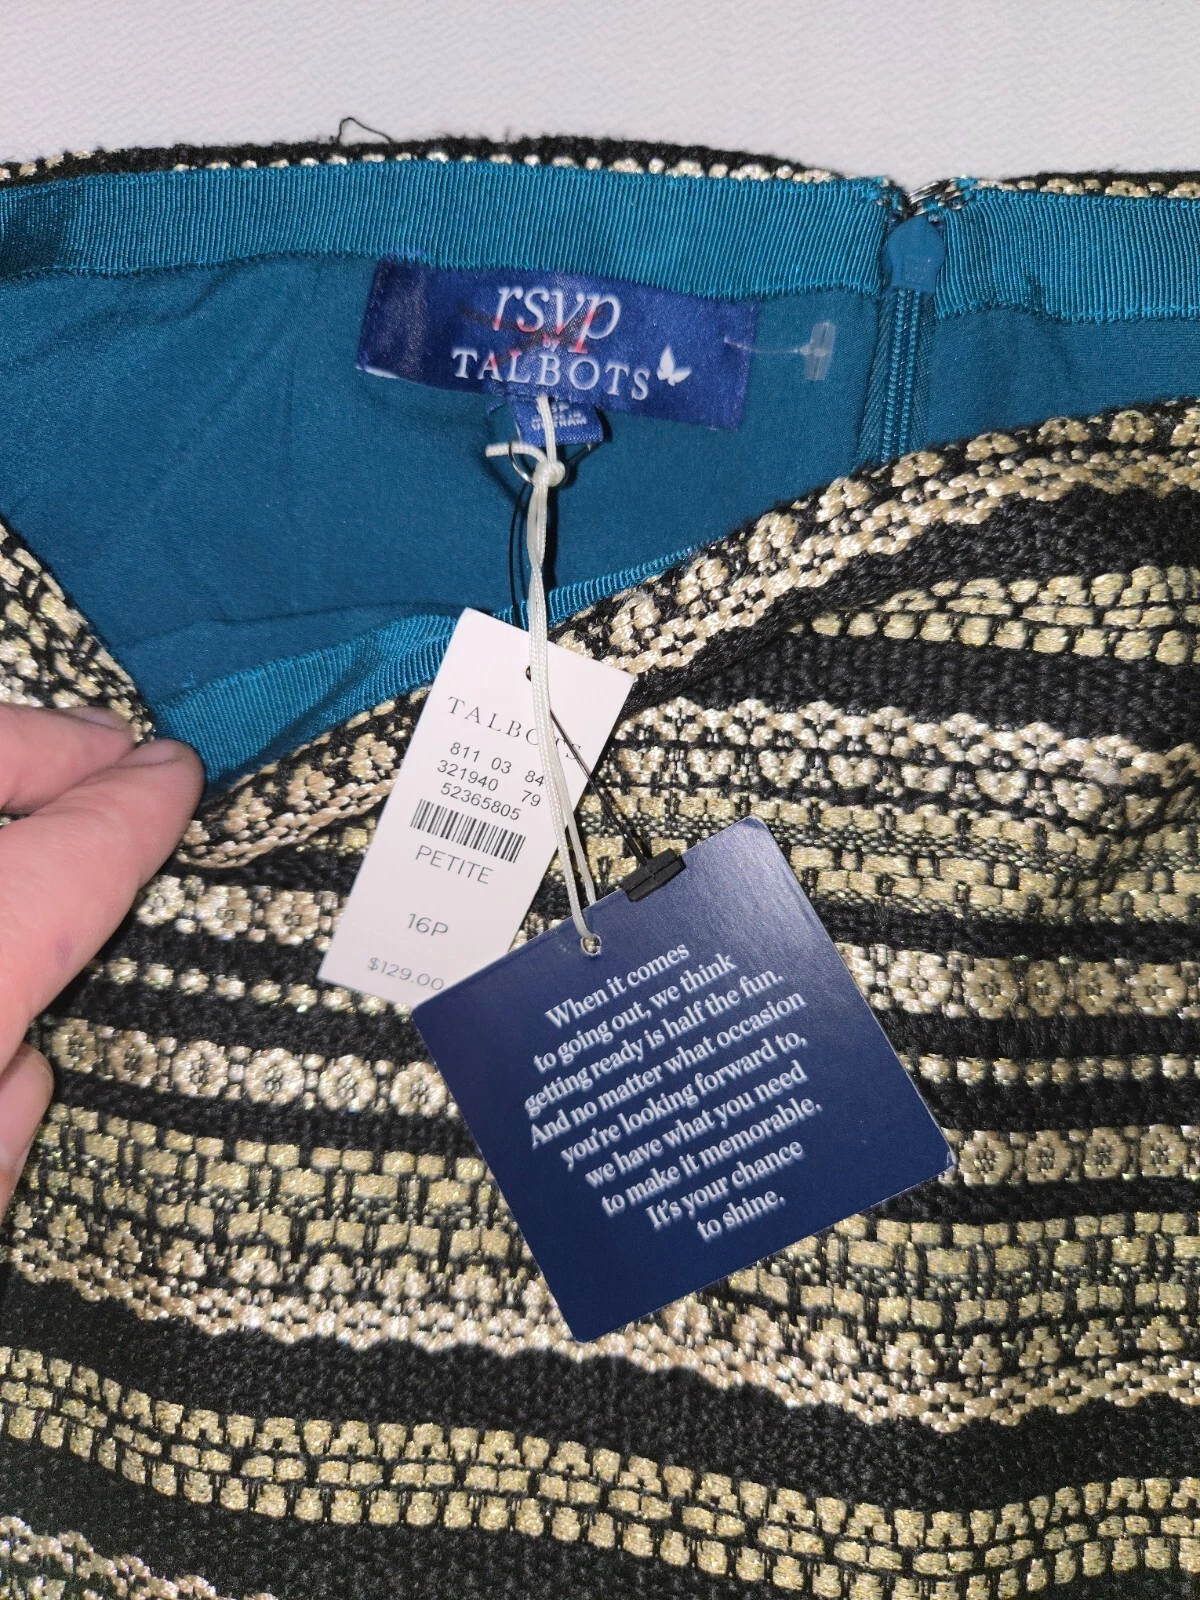 rsvp
by
TALBOTS
TALBOTS
811 03 84
321940 79
52365805
PETITE
16P
$129.00
When it comes
to going out, we think
getting ready is half the fun.
And no matter what occasion
you're looking forward to,
we have what you need
to make it memorable.
It's your chance
to shine.